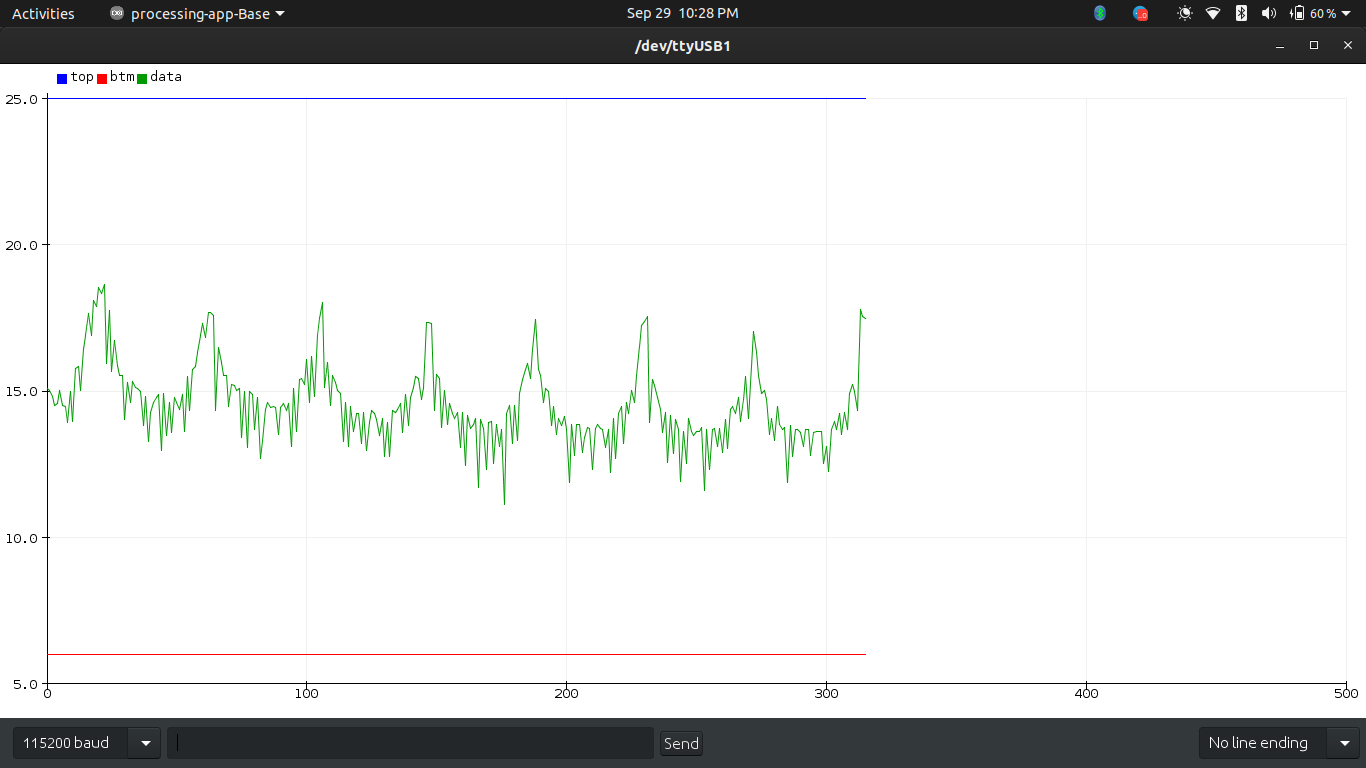 Activities processing-app-Base Sep 29 10:28 PM 60 %
/dev/ttyUSB1
top btm data
25.0
20.0
15.0
10.0
5.0
0 100 200 300 400 500
115200 baud Send No line ending